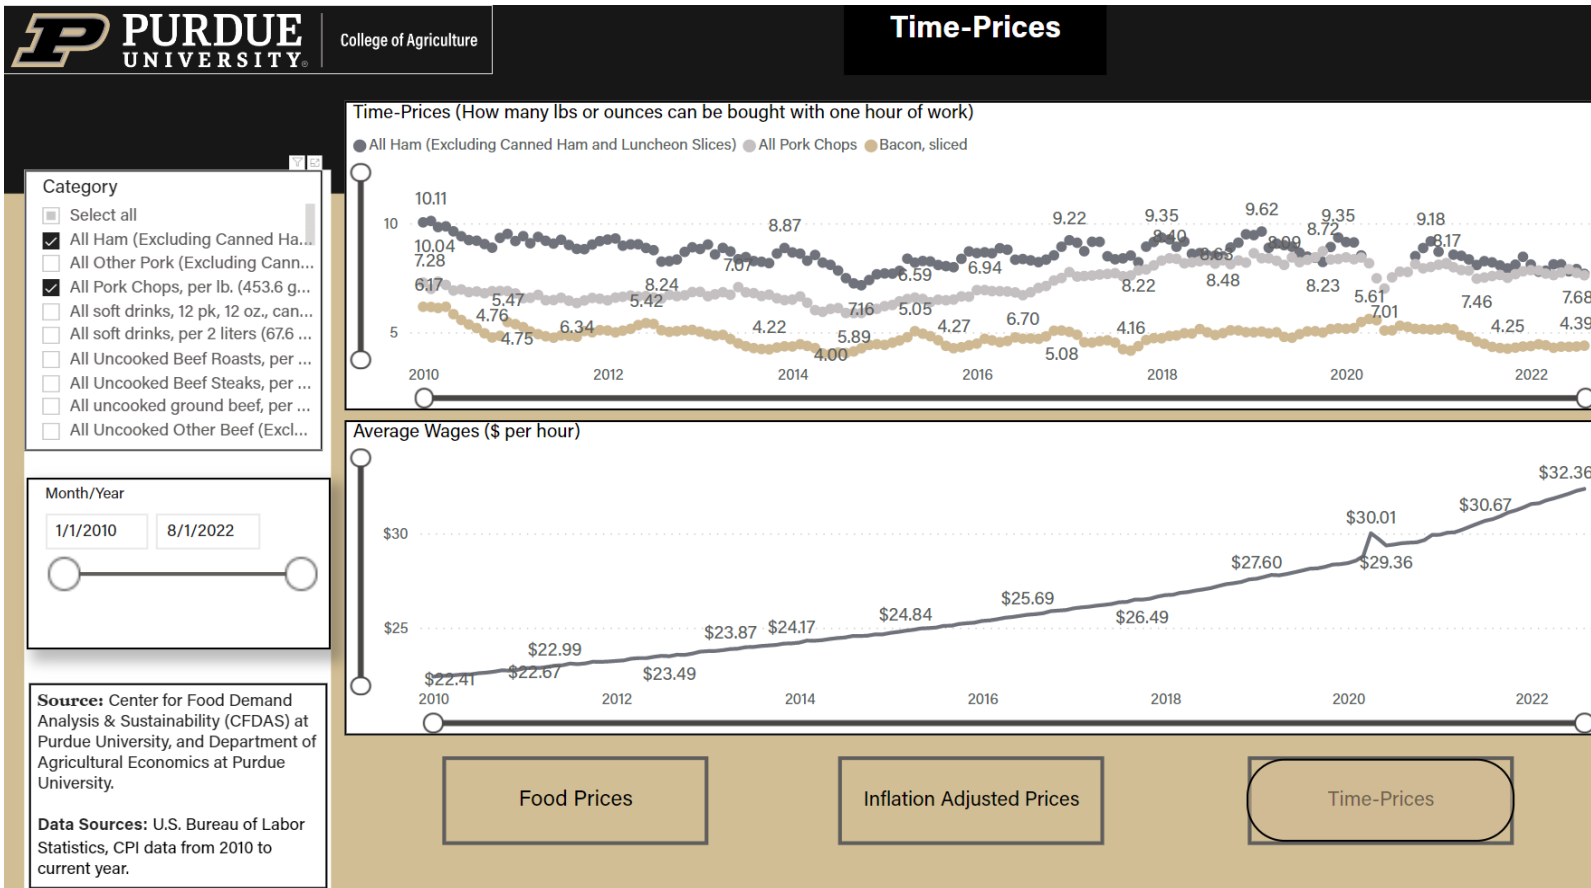 PURDUE
UNIVERSITY®
College of Agriculture
Time-Prices
Category
Select all
All Ham (Excluding Canned Ha...
All Other Pork (Excluding Cann...
All Pork Chops, per lb. (453.6 g...
All soft drinks, 12 pk, 12 oz., can...
All soft drinks, per 2 liters (67.6 ...
All Uncooked Beef Roasts, per ...
All Uncooked Beef Steaks, per ...
All uncooked ground beef, per ...
All Uncooked Other Beef (Excl...
Month/Year
1/1/2010 8/1/2022
Source: Center for Food Demand
Analysis & Sustainability (CFDAS) at
Purdue University, and Department of
Agricultural Economics at Purdue
University.
Data Sources: U.S. Bureau of Labor
Statistics, CPI data from 2010 to
current year.
Time-Prices (How many lbs or ounces can be bought with one hour of work)
All Ham (Excluding Canned Ham and Luncheon Slices) All Pork Chops Bacon, sliced
10.11 8.87 9.22 9.35 9.62 9.35 9.18
10 8.40 8.72 8.17
10.04 8.63 9.09
7.28 7.07 6.59 6.94
6.17 5.47 8.24 8.22 8.48 8.23 5.61 7.46 7.68
4.76 5.42 7.16 5.05 7.01
5 4.75 6.34 4.22 5.89 4.27 6.70 4.16 4.25 4.39
4.00 5.08
2010 2012 2014 2016 2018 2020 2022
Average Wages ($ per hour)
$32.36
$30.01 $30.67
$30
$27.60 $29.36
$25.69
$24.84 $26.49
$25 $23.87 $24.17
$22.99
$22.41 $22.67 $23.49
2010 2012 2014 2016 2018 2020 2022
Food Prices
Inflation Adjusted Prices
Time-Prices